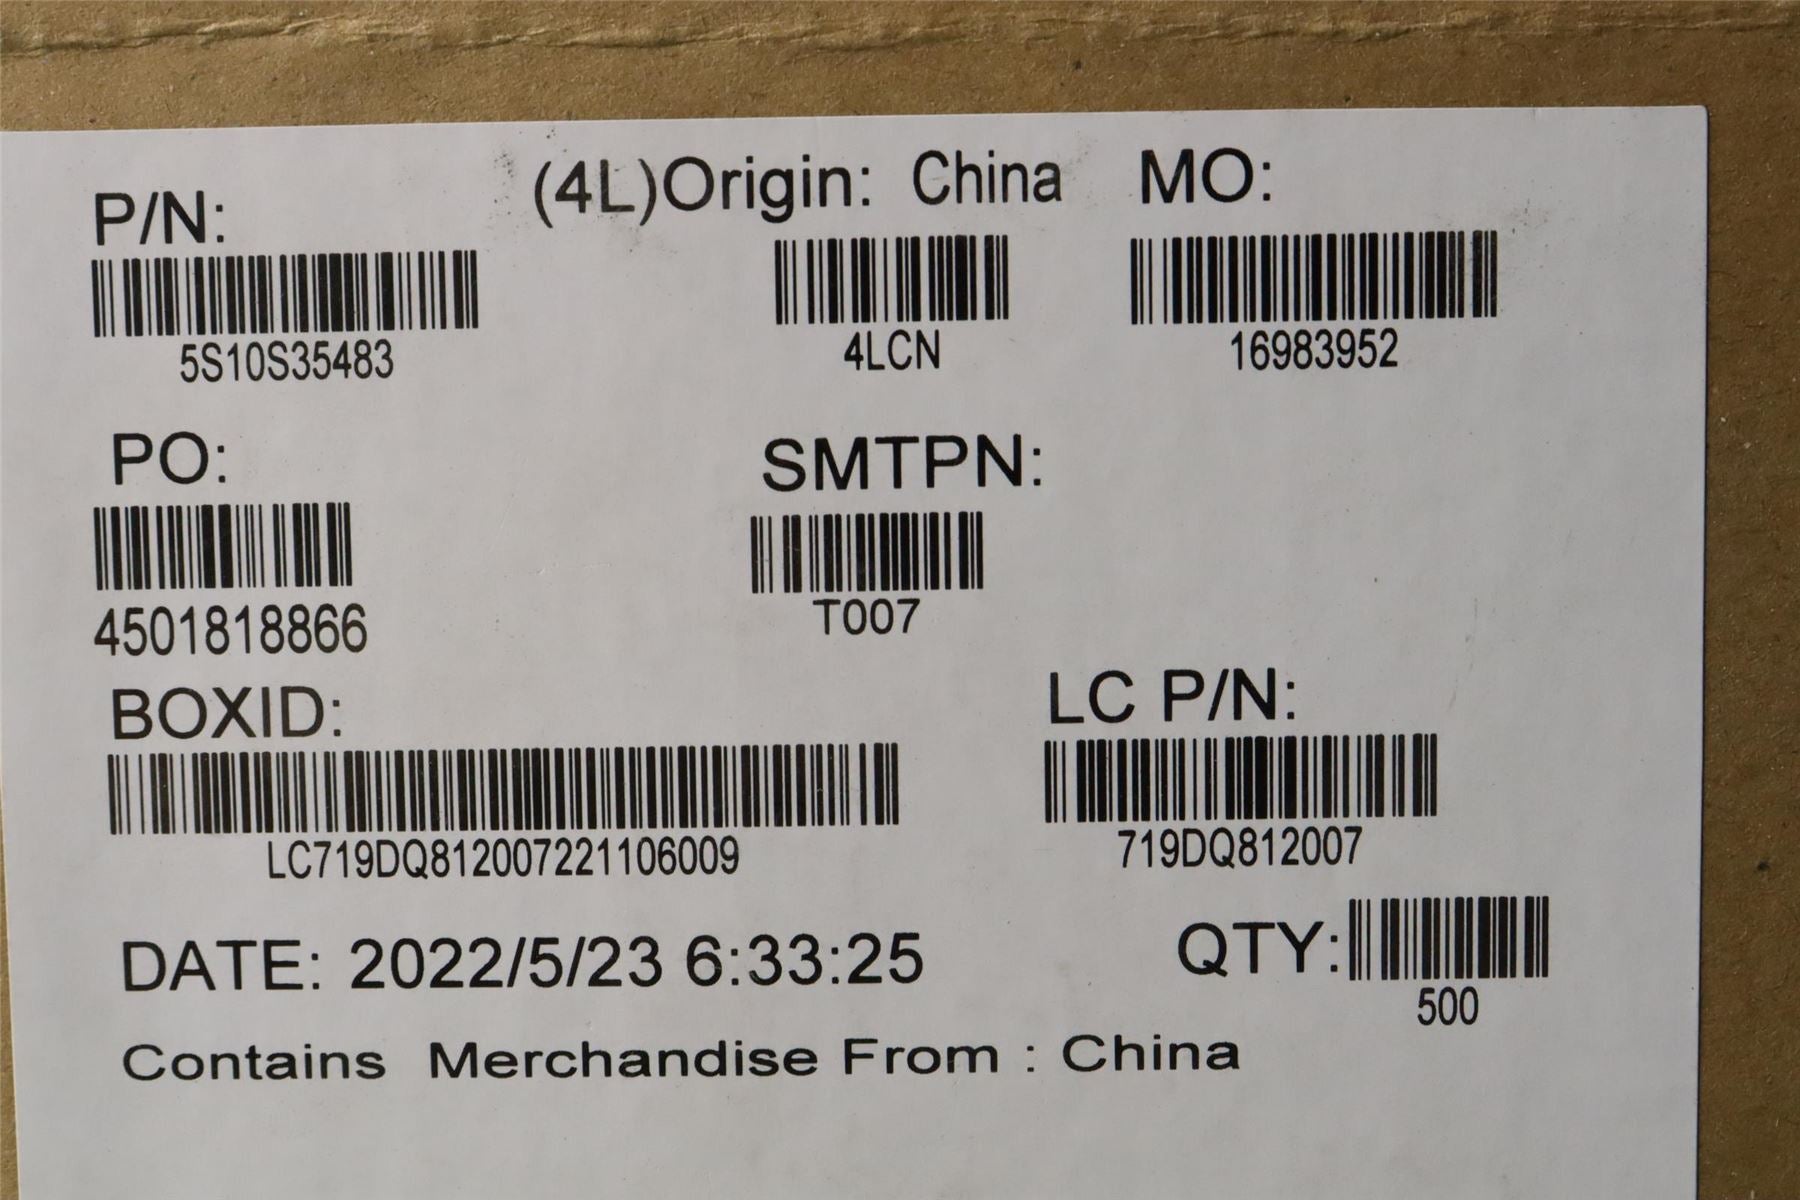 P/N:
(4L)Origin: China
MO:
5S10S35483
4LCN
16983952
PO:
SMTPN:
4501818866
T007
BOXID:
LC P/N:
LC719DQ812007221106009
719DQ812007
DATE: 2022/5/23 6:33:25
QTY:
500
Contains Merchandise From : China